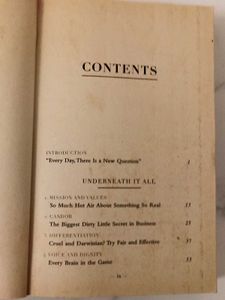 CONTENTS
INTRODUCTION
"Every Day, There Is a New Question" 1
UNDERNEATH IT ALL
1. MISSION AND VALUES
So Much Hot Air About Something So Real 13
2. CANDOR
The Biggest Dirty Little Secret in Business 25
3. DIFFERENTIATION
Cruel and Darwinian? Try Fair and Effective 37
4. VOICE AND DIGNITY
Every Brain in the Game 53